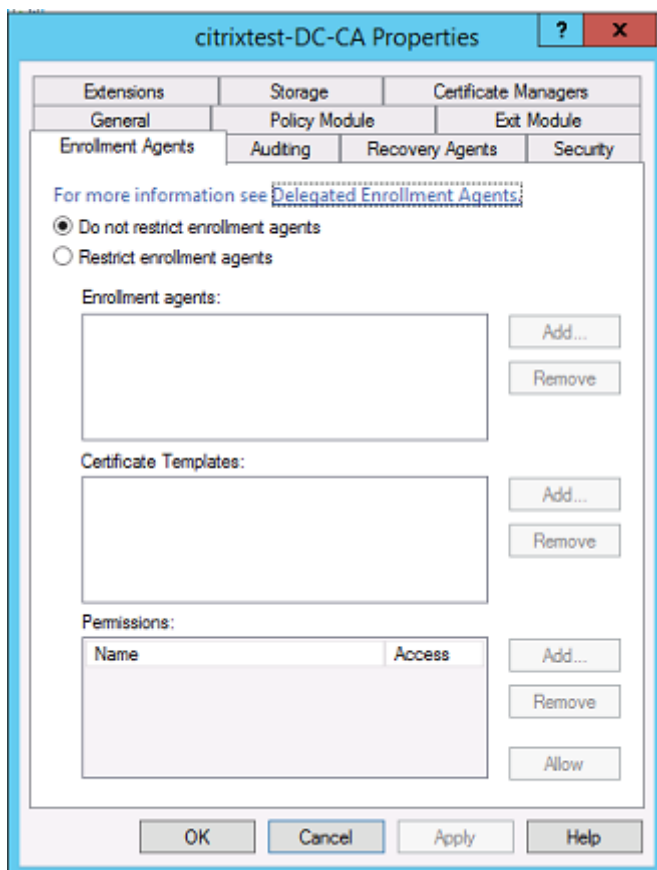 citrixtest-DC-CA Properties
?
x
Extensions
Storage
Certificate Managers
General
Policy Module
Exit Module
Enrollment Agents
Auditing
Recovery Agents
Security
For more information see Delegated Enrollment Agents.
Do not restrict enrollment agents
Restrict enrollment agents
Enrollment agents:
Add...
Remove
Certificate Templates:
Add...
Remove
Permissions:
Name
Access
Add...
Remove
Allow
OK
Cancel
Apply
Help